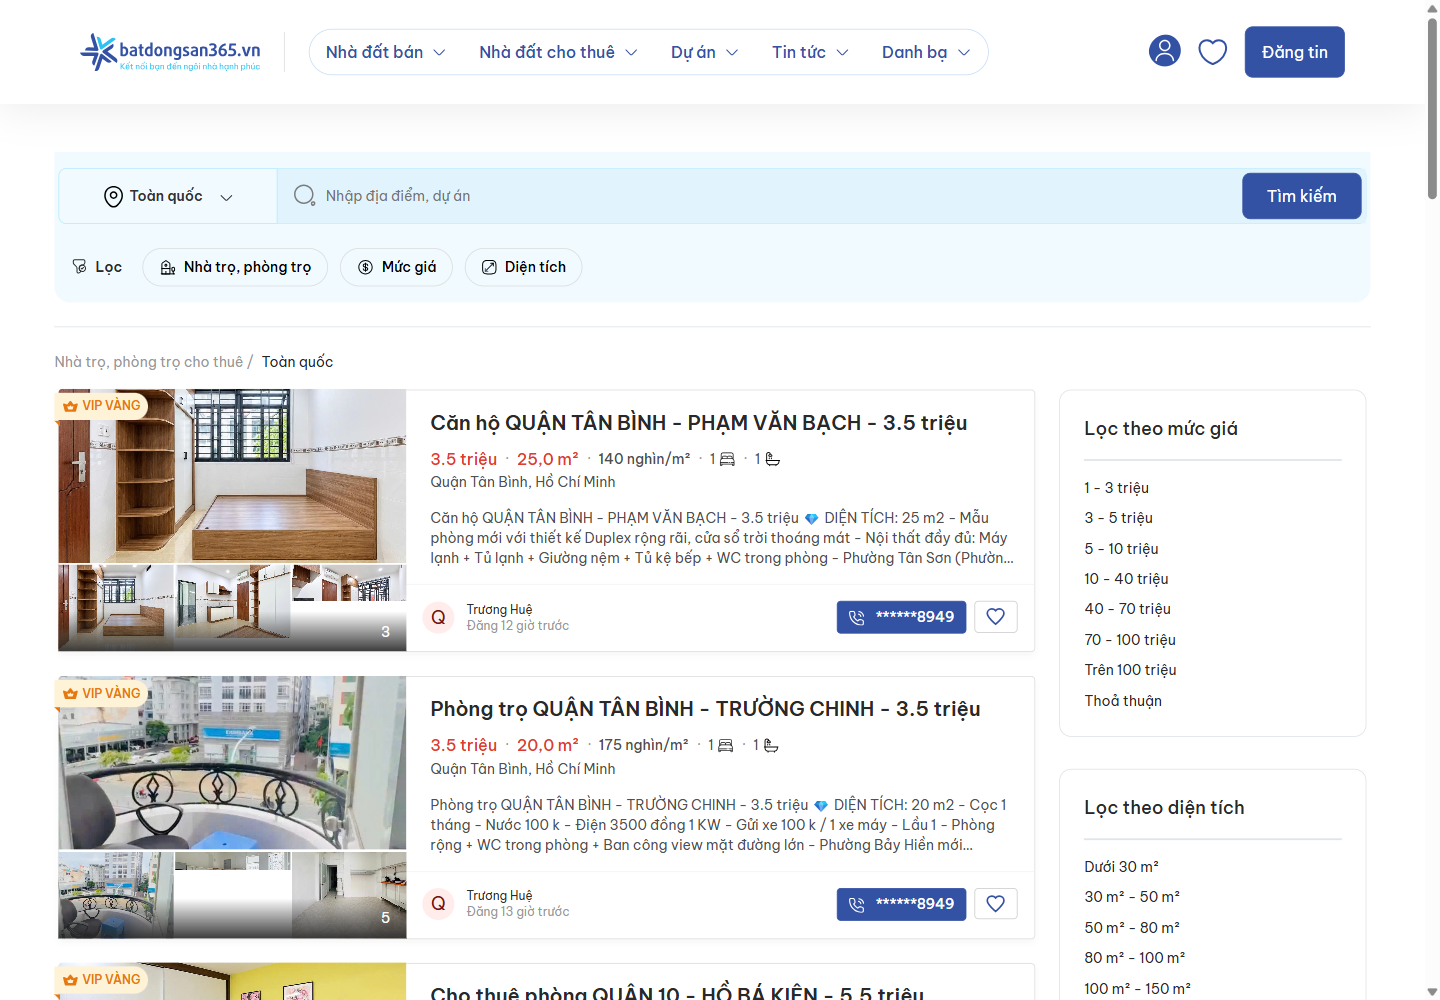 batdongsan365.vn
Kết nối bạn đến ngôi nhà hạnh phúc
Nhà đất bán
Nhà đất cho thuê
Dự án
Tin tức
Danh bạ
Đăng tin
Toàn quốc
Nhập địa điểm, dự án
Tìm kiếm
Lọc
Nhà trọ, phòng trọ
Mức giá
Diện tích
Nhà trọ, phòng trọ cho thuê / Toàn quốc
VIP VÀNG
3
Căn hộ QUẬN TÂN BÌNH - PHẠM VĂN BẠCH - 3.5 triệu
3.5 triệu · 25,0 m² · 140 nghìn/m² · 1 · 1
Quận Tân Bình, Hồ Chí Minh
Căn hộ QUẬN TÂN BÌNH - PHẠM VĂN BẠCH - 3.5 triệu 💎 DIỆN TÍCH: 25 m2 - Mẫu
phòng mới với thiết kế Duplex rộng rãi, cửa sổ trời thoáng mát - Nội thất đầy đủ: Máy
lạnh + Tủ lạnh + Giường nệm + Tủ kệ bếp + WC trong phòng - Phường Tân Sơn (Phườn...
Q
Trương Huệ
Đăng 12 giờ trước
******8949
VIP VÀNG
5
Phòng trọ QUẬN TÂN BÌNH - TRƯỜNG CHINH - 3.5 triệu
3.5 triệu · 20,0 m² · 175 nghìn/m² · 1 · 1
Quận Tân Bình, Hồ Chí Minh
Phòng trọ QUẬN TÂN BÌNH - TRƯỜNG CHINH - 3.5 triệu 💎 DIỆN TÍCH: 20 m2 - Cọc 1
tháng - Nước 100 k - Điện 3500 đồng 1 KW - Gửi xe 100 k / 1 xe máy - Lầu 1 - Phòng
rộng + WC trong phòng + Ban công view mặt đường lớn - Phường Bảy Hiền mới...
Q
Trương Huệ
Đăng 13 giờ trước
******8949
VIP VÀNG
Cho thuê phòng QUẬN 10 - HỒ BÁ KIỆN - 5.5 triệu
Lọc theo mức giá
1 - 3 triệu
3 - 5 triệu
5 - 10 triệu
10 - 40 triệu
40 - 70 triệu
70 - 100 triệu
Trên 100 triệu
Thoả thuận
Lọc theo diện tích
Dưới 30 m²
30 m² - 50 m²
50 m² - 80 m²
80 m² - 100 m²
100 m² - 150 m²